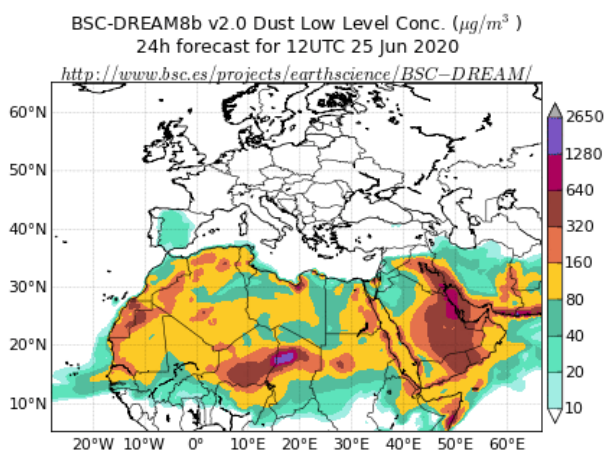 BSC-DREAM8b v2.0 Dust Low Level Conc. (μg/m³ )
24h forecast for 12UTC 25 Jun 2020
http://www.bsc.es/projects/earthscience/BSC−DREAM/
60°N
50°N
40°N
30°N
20°N
10°N
20°W 10°W 0° 10°E 20°E 30°E 40°E 50°E 60°E
2650
1280
640
320
160
80
40
20
10